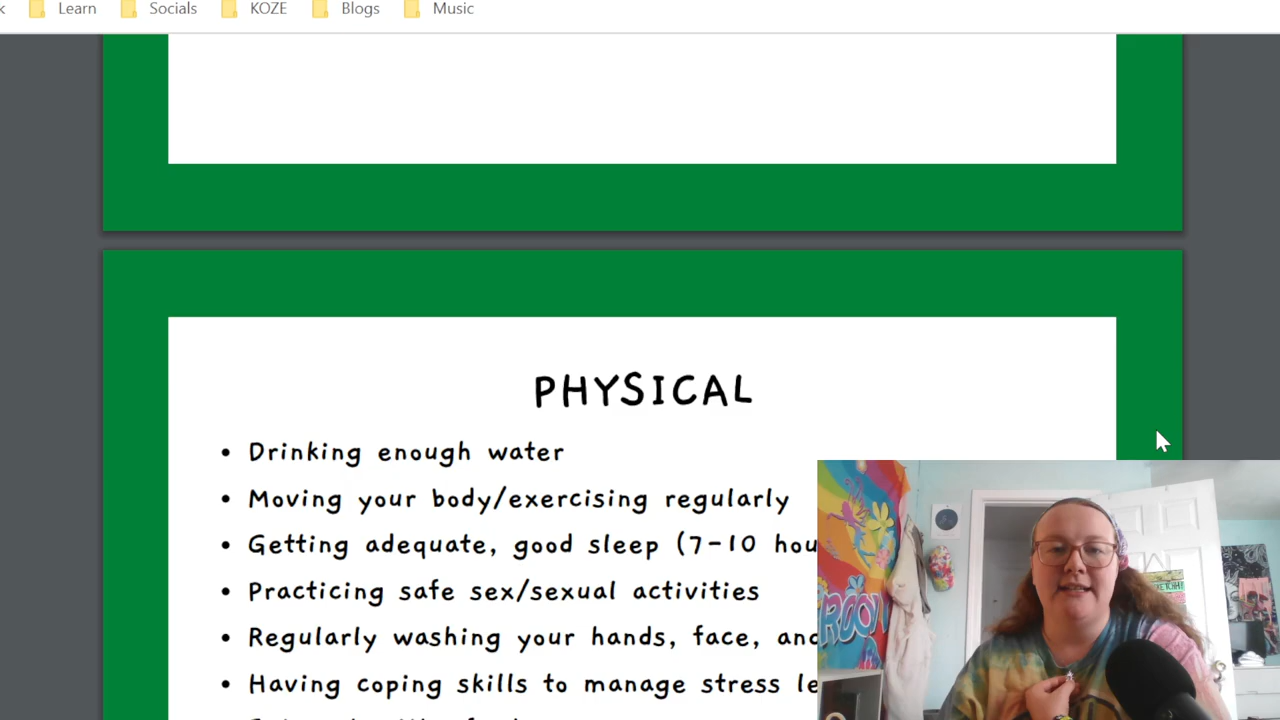 Learn Socials KOZE Blogs Music
PHYSICAL
• Drinking enough water
• Moving your body/exercising regularly
• Getting adequate, good sleep (7-10
• Practicing safe sex/sexual activities
• Regularly washing your hands, face,
• Having coping skills to manage stress